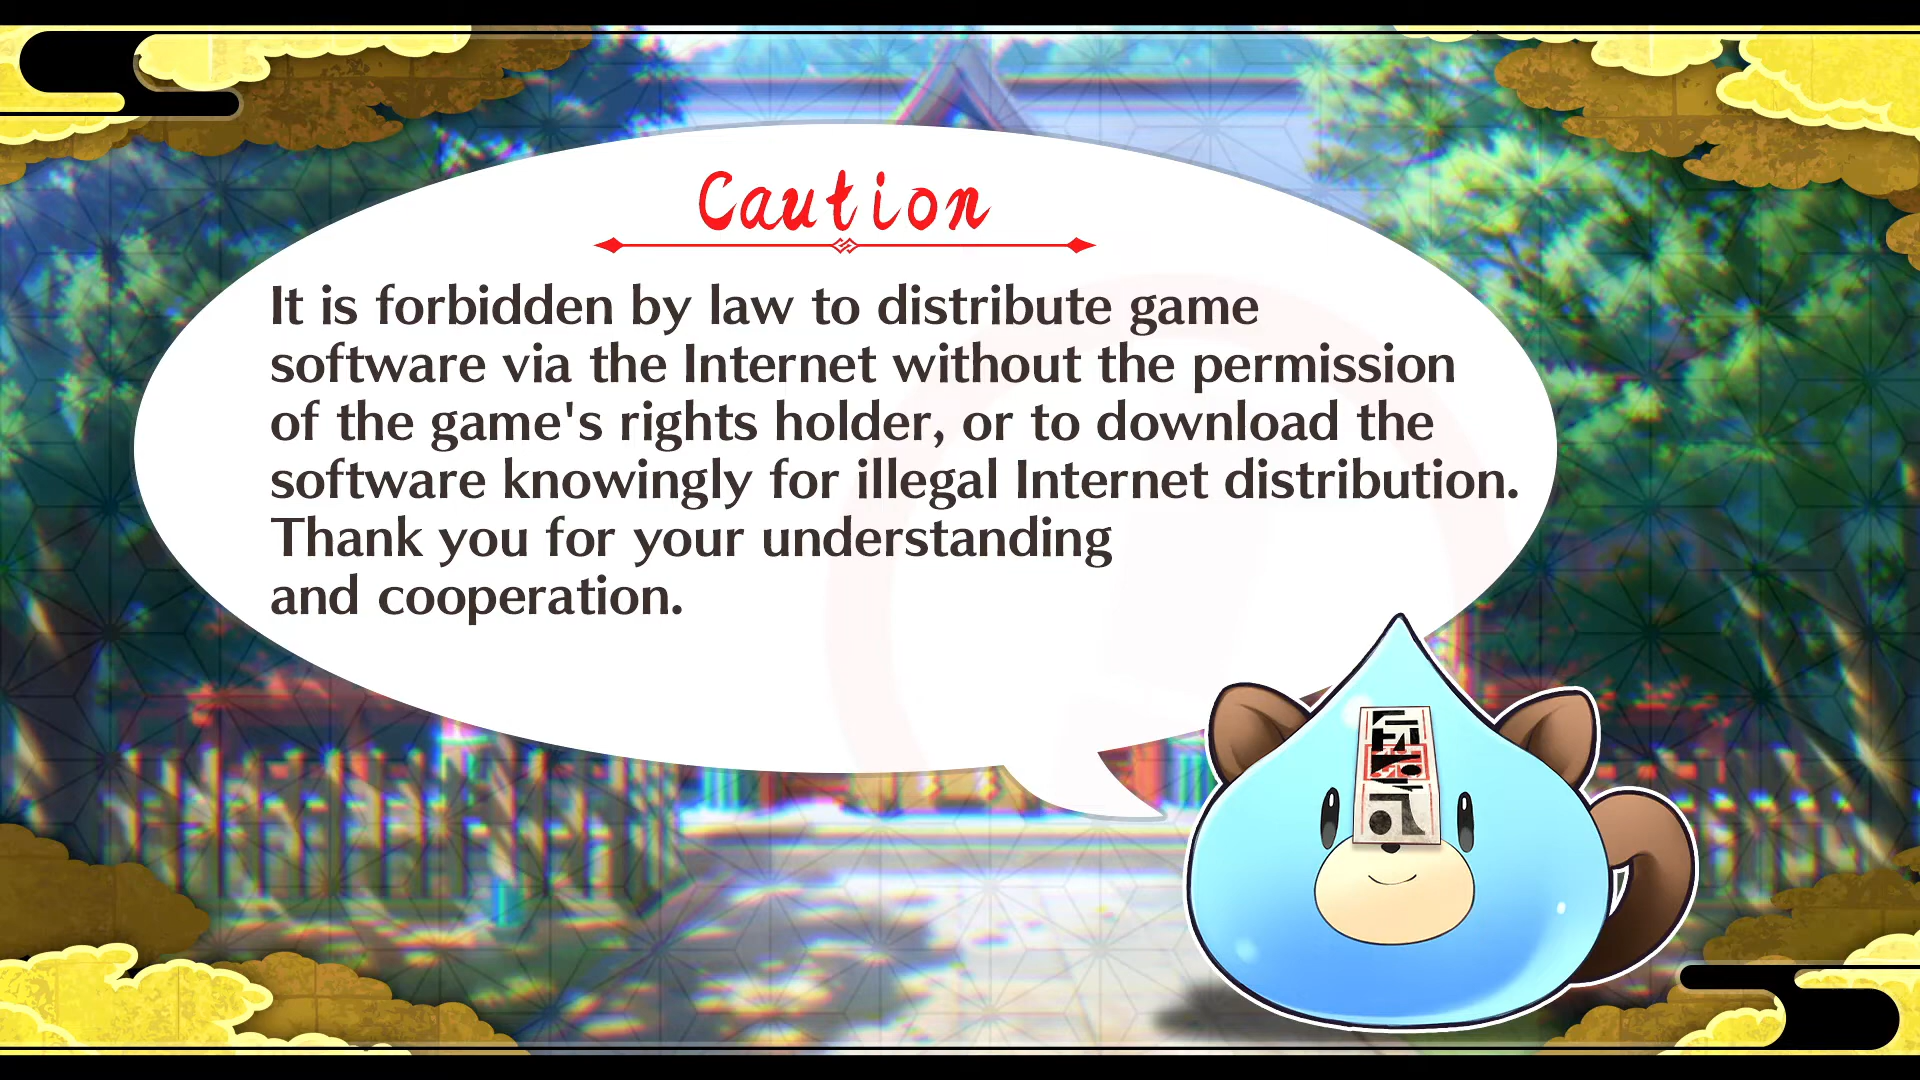 Caution
It is forbidden by law to distribute game
software via the Internet without the permission
of the game's rights holder, or to download the
software knowingly for illegal Internet distribution.
Thank you for your understanding
and cooperation.